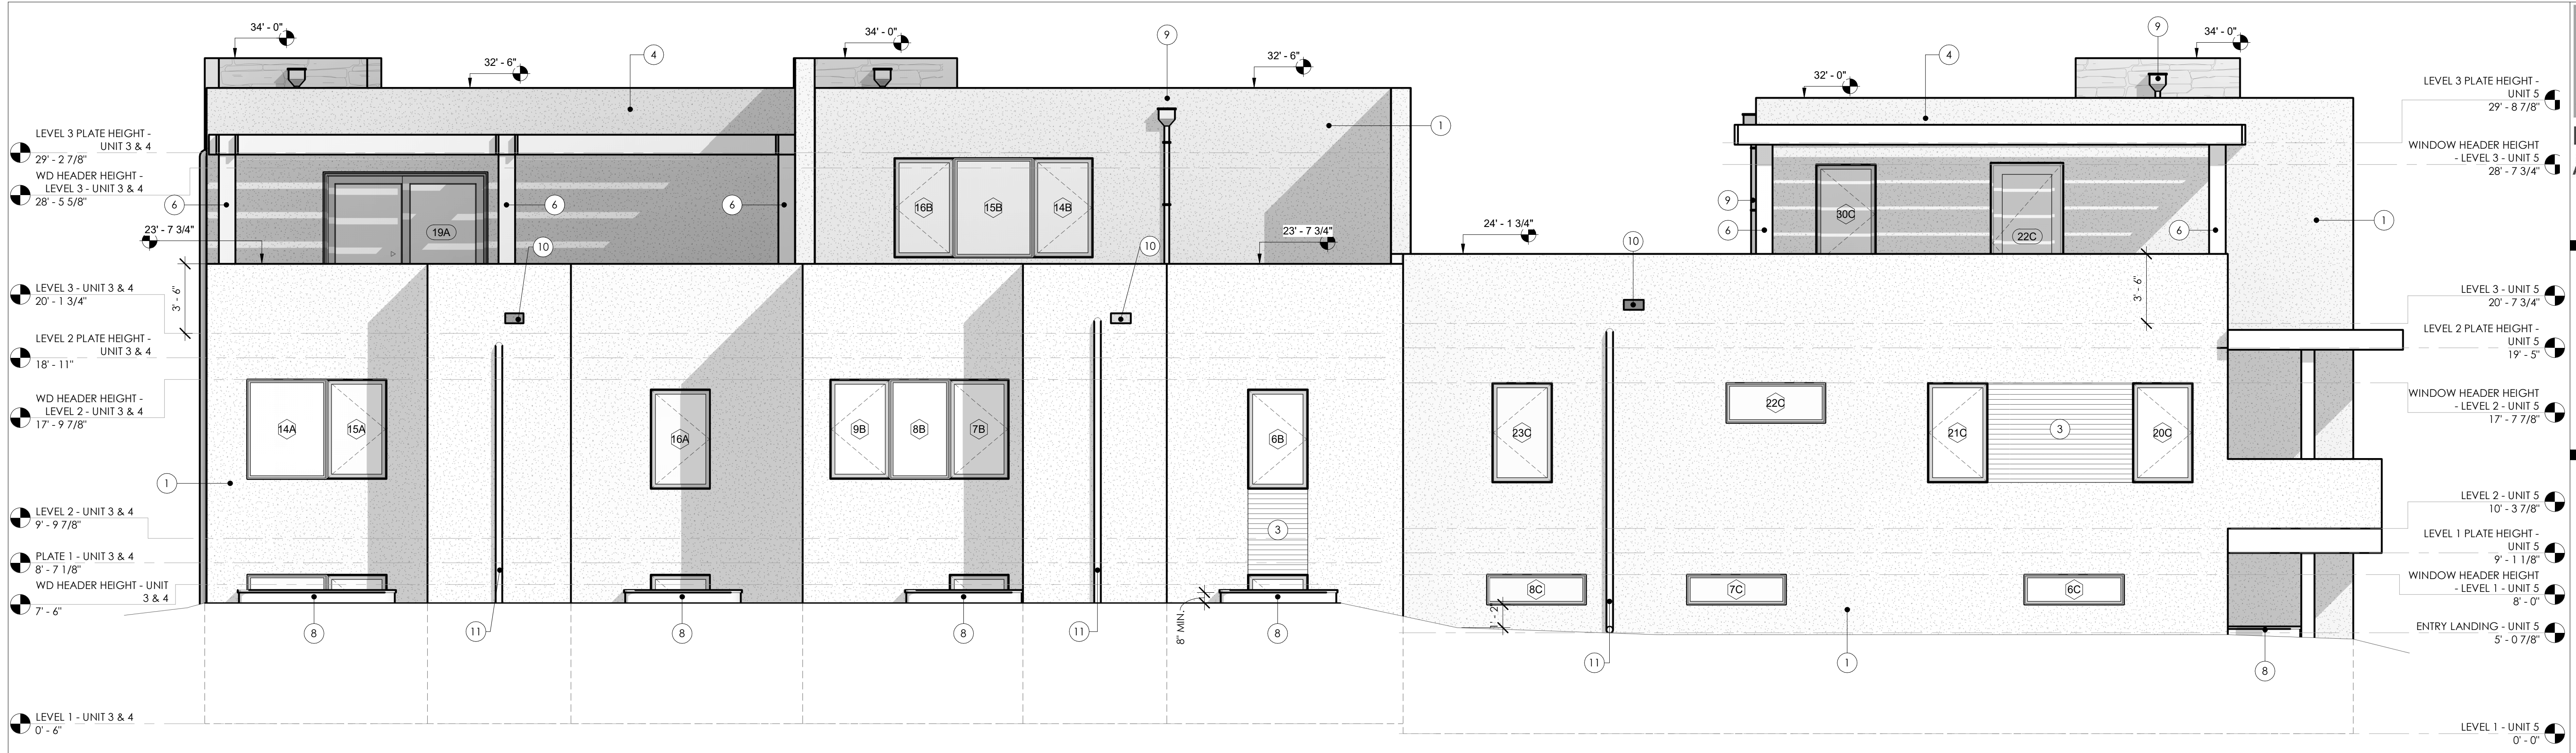 34' - 0"
34' - 0"
9
9
34' - 0"
4
32' - 6"
32' - 6"
4
32' - 0"
LEVEL 3 PLATE HEIGHT -
UNIT 3 & 4
29' - 2 7/8"
WD HEADER HEIGHT -
LEVEL 3 - UNIT 3 & 4
28' - 5 5/8"
23' - 7 3/4"
LEVEL 3 - UNIT 3 & 4
20' - 1 3/4"
LEVEL 2 PLATE HEIGHT -
UNIT 3 & 4
18' - 11"
WD HEADER HEIGHT -
LEVEL 2 - UNIT 3 & 4
17' - 9 7/8"
LEVEL 2 - UNIT 3 & 4
9' - 9 7/8"
PLATE 1 - UNIT 3 & 4
8' - 7 1/8"
WD HEADER HEIGHT - UNIT
3 & 4
7' - 6"
LEVEL 1 - UNIT 3 & 4
0' - 6"
6
19A
6
6
10
3' - 6"
16B
15B
14B
1
10
23' - 7 3/4"
24' - 1 3/4"
10
9
6
30C
22C
6
1
3' - 6"
14A
15A
16A
9B
8B
7B
6B
23C
22C
21C
3
20C
1
3
8
11
8
8
11
8" MIN.
8
8C
1' - 2"
7C
6C
11
1
8
LEVEL 3 PLATE HEIGHT -
UNIT 5
29' - 8 7/8"
WINDOW HEADER HEIGHT
- LEVEL 3 - UNIT 5
28' - 7 3/4"
LEVEL 3 - UNIT 5
20' - 7 3/4"
LEVEL 2 PLATE HEIGHT -
UNIT 5
19' - 5"
WINDOW HEADER HEIGHT
- LEVEL 2 - UNIT 5
17' - 7 7/8"
LEVEL 2 - UNIT 5
10' - 3 7/8"
LEVEL 1 PLATE HEIGHT -
UNIT 5
9' - 1 1/8"
WINDOW HEADER HEIGHT
- LEVEL 1 - UNIT 5
8' - 0"
ENTRY LANDING - UNIT 5
5' - 0 7/8"
LEVEL 1 - UNIT 5
0' - 0"